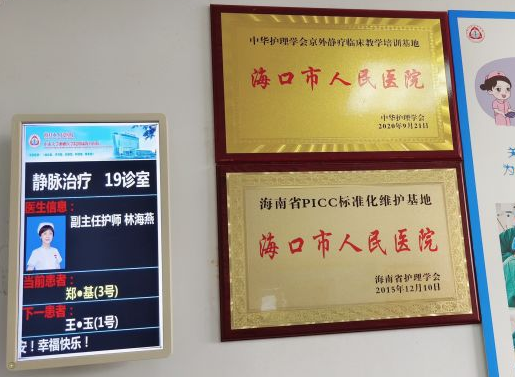 静脉治疗 19诊室
医生信息：
副主任护师 林海燕
当前患者：
郑●基(3号)
下一患者：
王●玉(1号)
安！幸福快乐！
中华护理学会京外静疗临床教学培训基地
海口市人民医院
中华护理学会
2020年9月21日
海南省PICC标准化维护基地
海口市人民医院
海南省护理学会
2015年12月10日